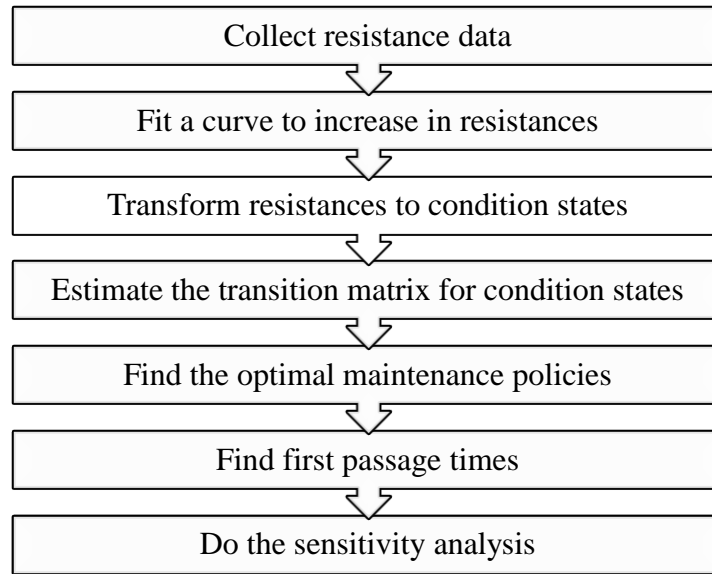 Collect resistance data
Fit a curve to increase in resistances
Transform resistances to condition states
Estimate the transition matrix for condition states
Find the optimal maintenance policies
Find first passage times
Do the sensitivity analysis